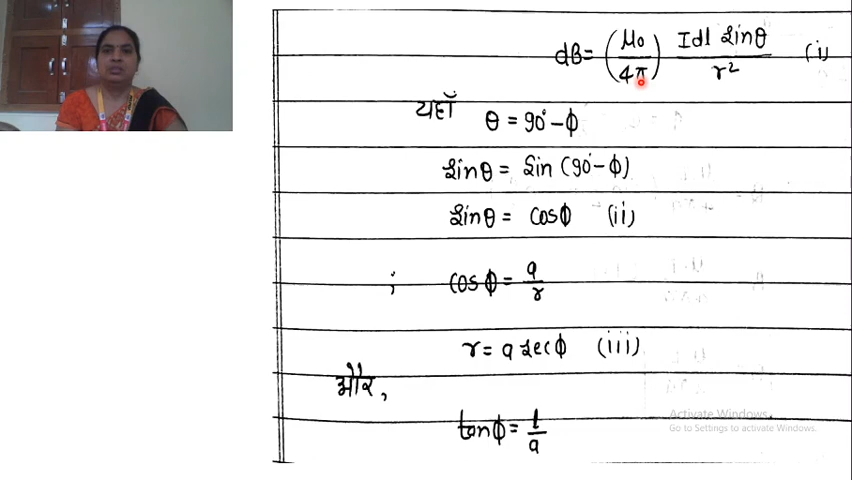 dB = (μ0/4π) Idl sinθ/r² (i)
यहाँ θ = 90° - ϕ
sinθ = sin (90° - ϕ)
sinθ = cosϕ (ii)
; cosϕ = a/r
r = a secϕ (iii)
और,
tanϕ = l/a
Activate Windows
Go to Settings to activate Windows.